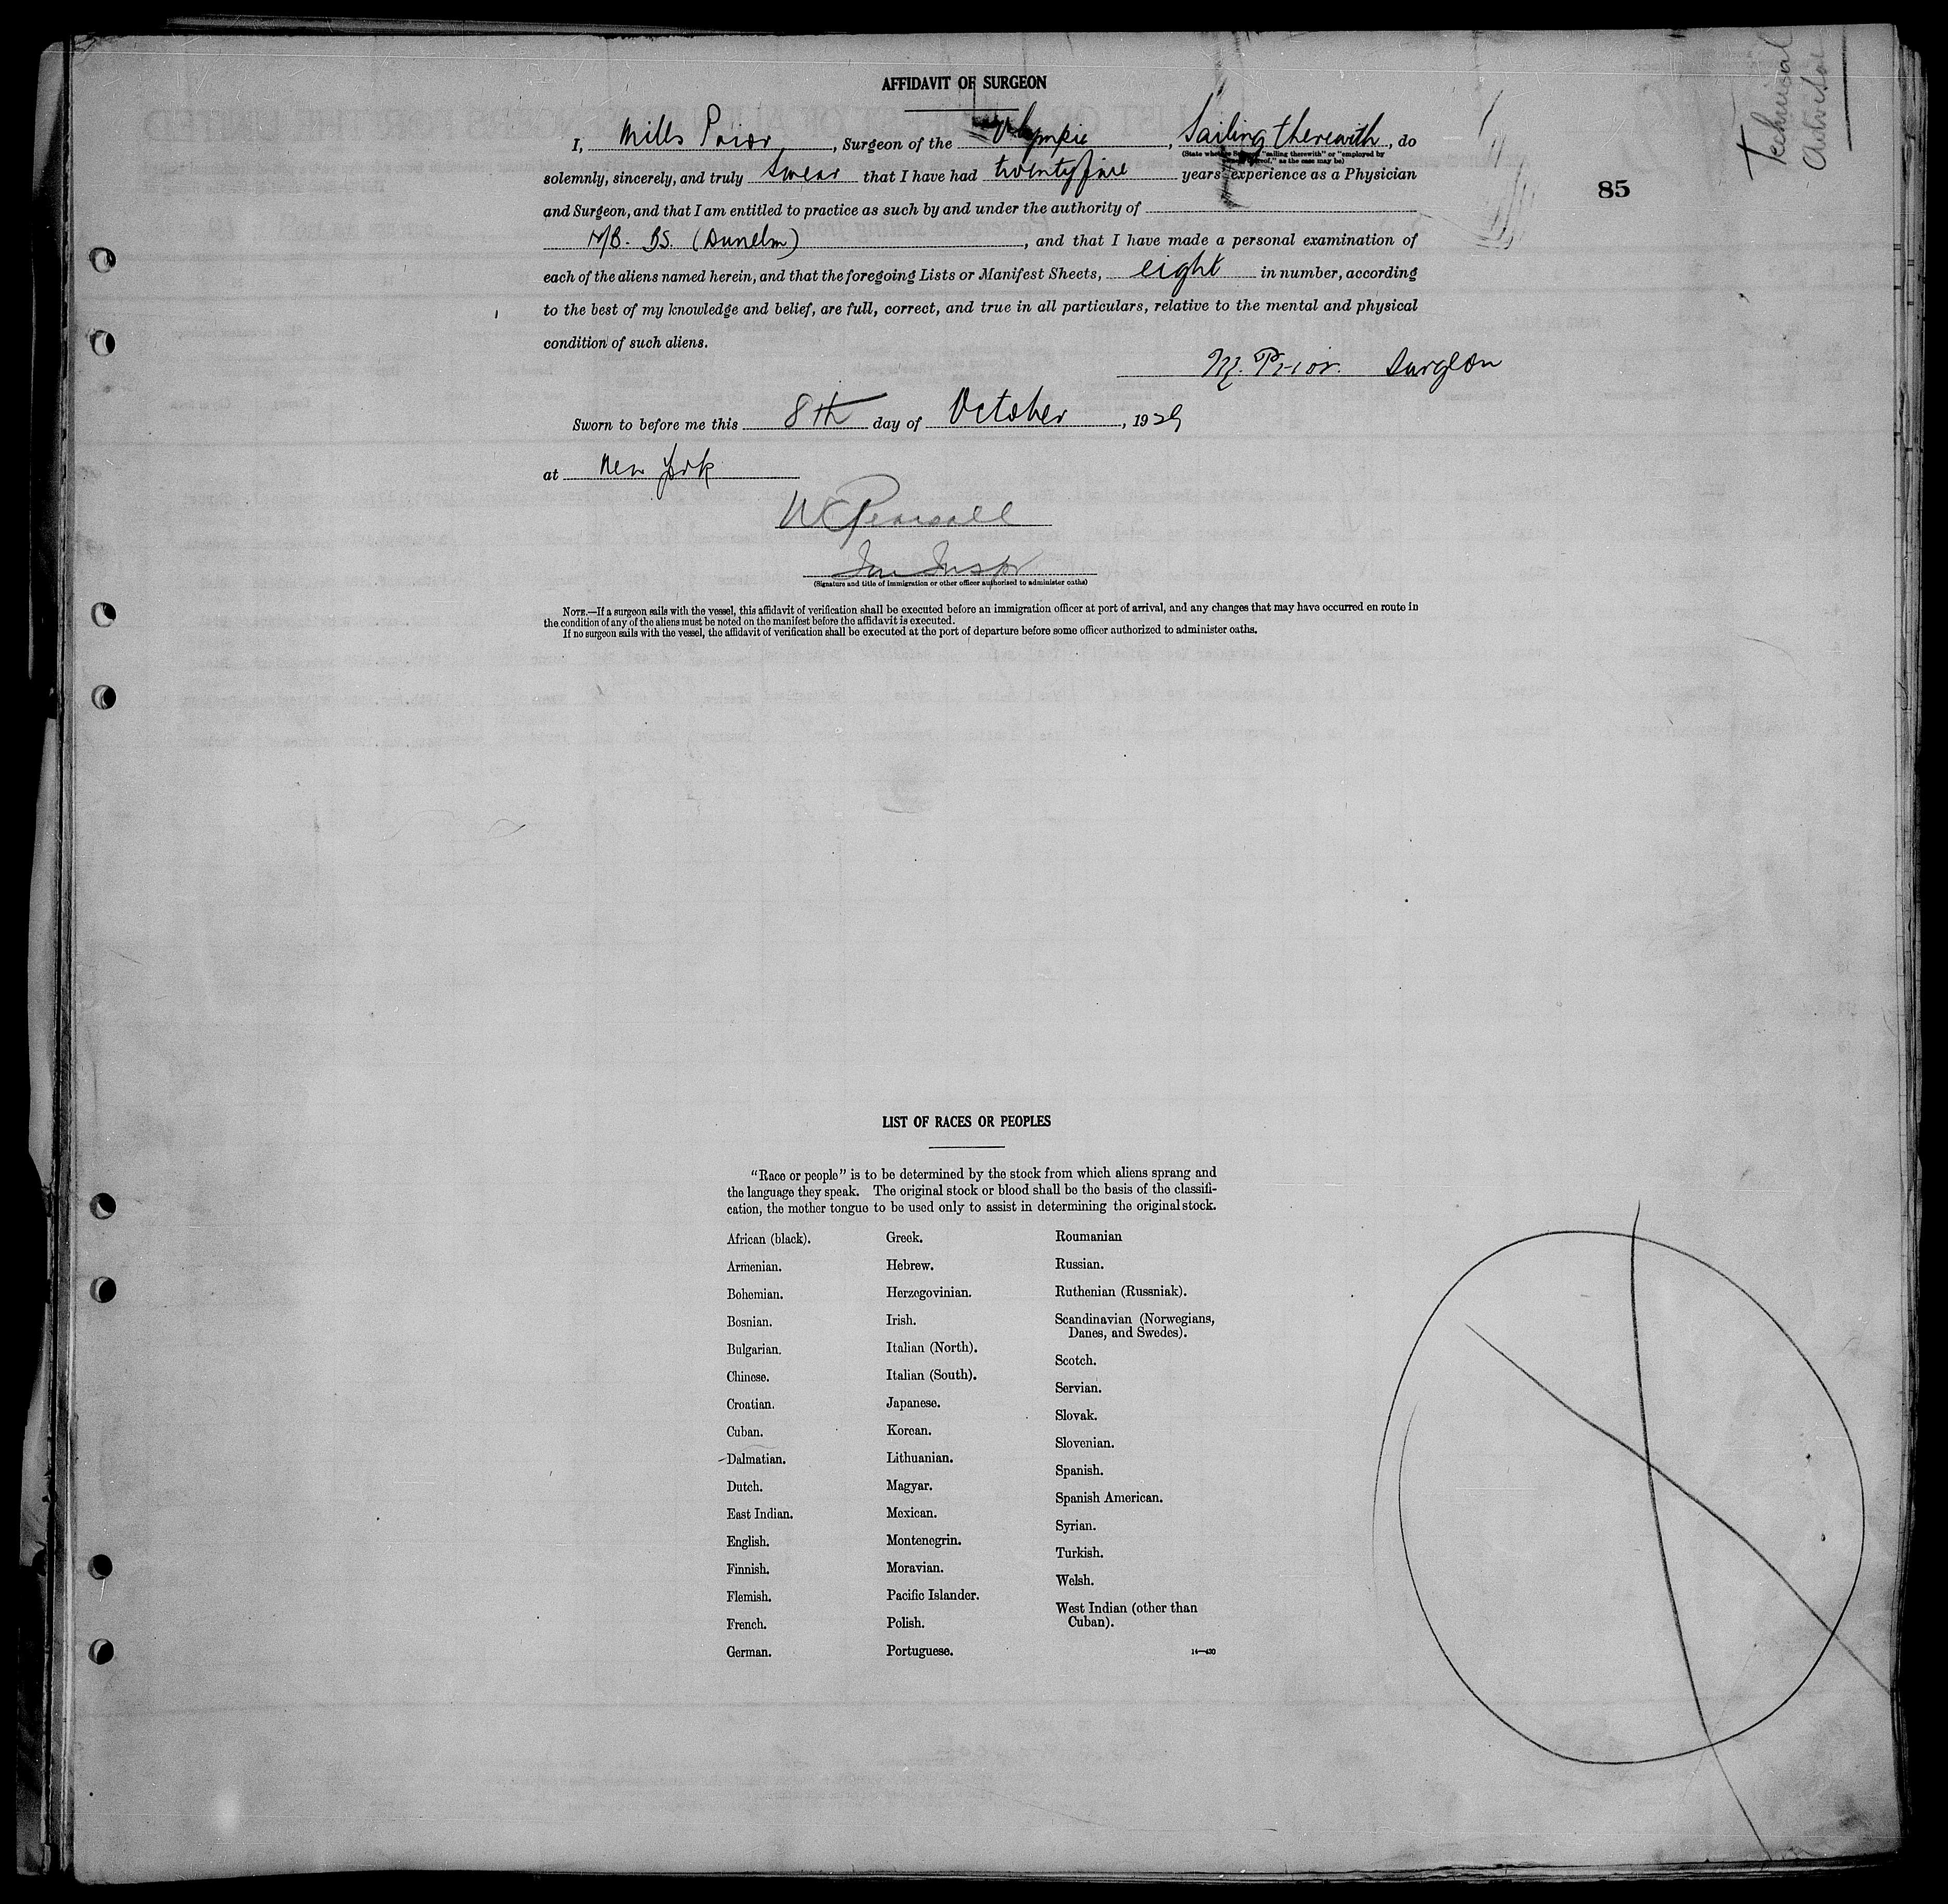 Technical
Adviser
AFFIDAVIT OF SURGEON
I, Mills Prior, Surgeon of the Olympic, Sailing therewith, do
(State whether Surgeon "sailing therewith" or "employed by
owners thereof," as the case may be)
solemnly, sincerely, and truly swear that I have had twenty five years' experience as a Physician
85
and Surgeon, and that I am entitled to practice as such by and under the authority of
M.B. B.S. (Dunelm), and that I have made a personal examination of
each of the aliens named herein, and that the foregoing Lists or Manifest Sheets, eight in number, according
to the best of my knowledge and belief, are full, correct, and true in all particulars, relative to the mental and physical
condition of such aliens.
M. Prior. Surgeon
Sworn to before me this 8th day of October, 1929
at New York
W Pearsall
Imm Inspr
(Signature and title of immigration or other officer authorized to administer oaths)
NOTE.—If a surgeon sails with the vessel, this affidavit of verification shall be executed before an immigration officer at port of arrival, and any changes that may have occurred en route in
the condition of any of the aliens must be noted on the manifest before the affidavit is executed.
If no surgeon sails with the vessel, the affidavit of verification shall be executed at the port of departure before some officer authorized to administer oaths.
LIST OF RACES OR PEOPLES
"Race or people" is to be determined by the stock from which aliens sprang and
the language they speak. The original stock or blood shall be the basis of the classifi-
cation, the mother tongue to be used only to assist in determining the original stock.
African (black).
Armenian.
Bohemian.
Bosnian.
Bulgarian.
Chinese.
Croatian.
Cuban.
Dalmatian.
Dutch.
East Indian.
English.
Finnish.
Flemish.
French.
German.
Greek.
Hebrew.
Herzegovinian.
Irish.
Italian (North).
Italian (South).
Japanese.
Korean.
Lithuanian.
Magyar.
Mexican.
Montenegrin.
Moravian.
Pacific Islander.
Polish.
Portuguese.
Roumanian
Russian.
Ruthenian (Russniak).
Scandinavian (Norwegians,
Danes, and Swedes).
Scotch.
Servian.
Slovak.
Slovenian.
Spanish.
Spanish American.
Syrian.
Turkish.
Welsh.
West Indian (other than
Cuban).
14—430